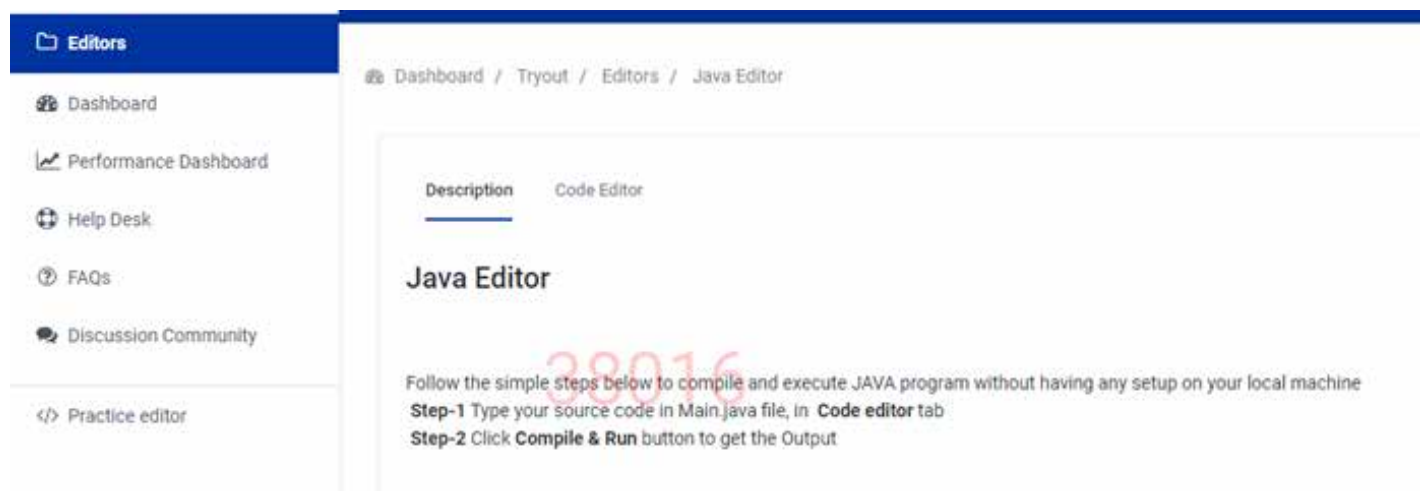 Editors
Dashboard
Performance Dashboard
Help Desk
FAQs
Discussion Community
</> Practice editor
Dashboard / Tryout / Editors / Java Editor
Description Code Editor
Java Editor
38016
Follow the simple steps below to compile and execute JAVA program without having any setup on your local machine
Step-1 Type your source code in Main.java file, in Code editor tab
Step-2 Click Compile & Run button to get the Output